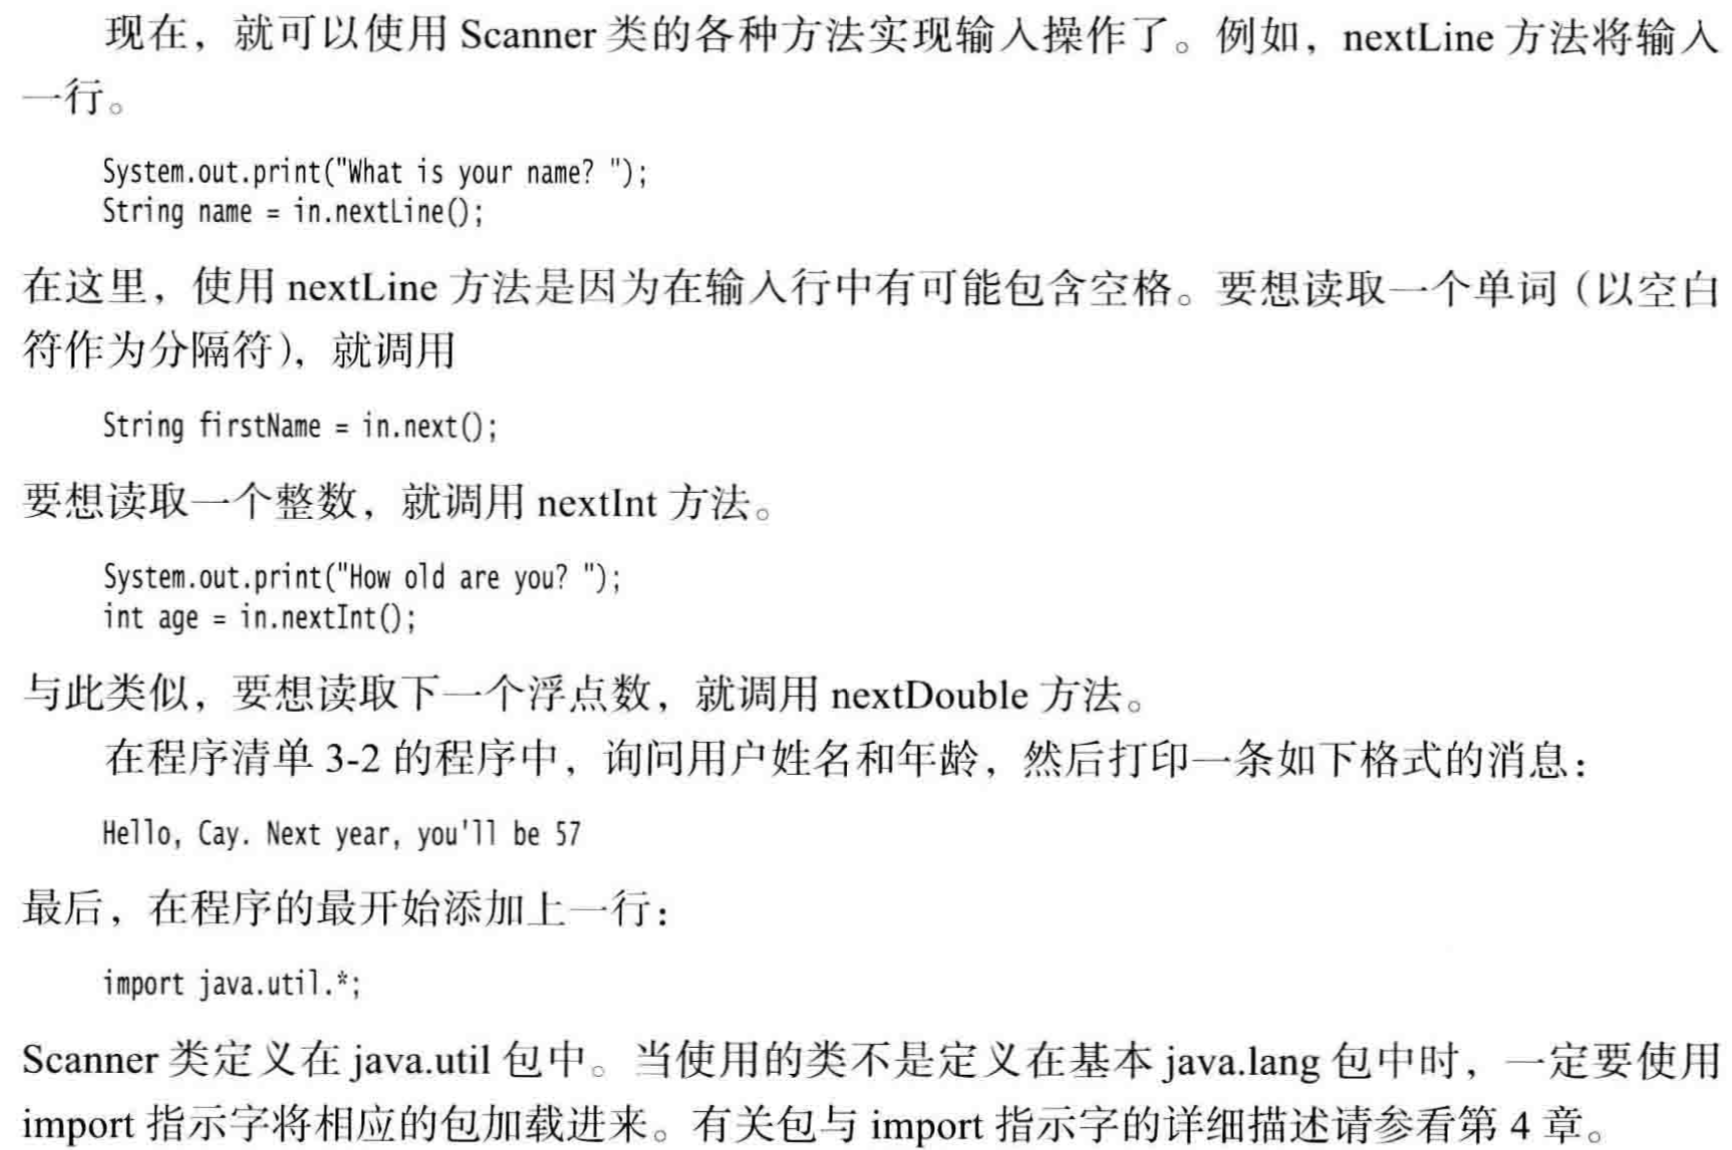 现在，就可以使用 Scanner 类的各种方法实现输入操作了。例如，nextLine 方法将输入
一行。
System.out.print("What is your name? ");
String name = in.nextLine();
在这里，使用 nextLine 方法是因为在输入行中有可能包含空格。要想读取一个单词（以空白
符作为分隔符），就调用
String firstName = in.next();
要想读取一个整数，就调用 nextInt 方法。
System.out.print("How old are you? ");
int age = in.nextInt();
与此类似，要想读取下一个浮点数，就调用 nextDouble 方法。
在程序清单 3-2 的程序中，询问用户姓名和年龄，然后打印一条如下格式的消息：
Hello, Cay. Next year, you'll be 57
最后，在程序的最开始添加上一行：
import java.util.*;
Scanner 类定义在 java.util 包中。当使用的类不是定义在基本 java.lang 包中时，一定要使用
import 指示字将相应的包加载进来。有关包与 import 指示字的详细描述请参看第 4 章。